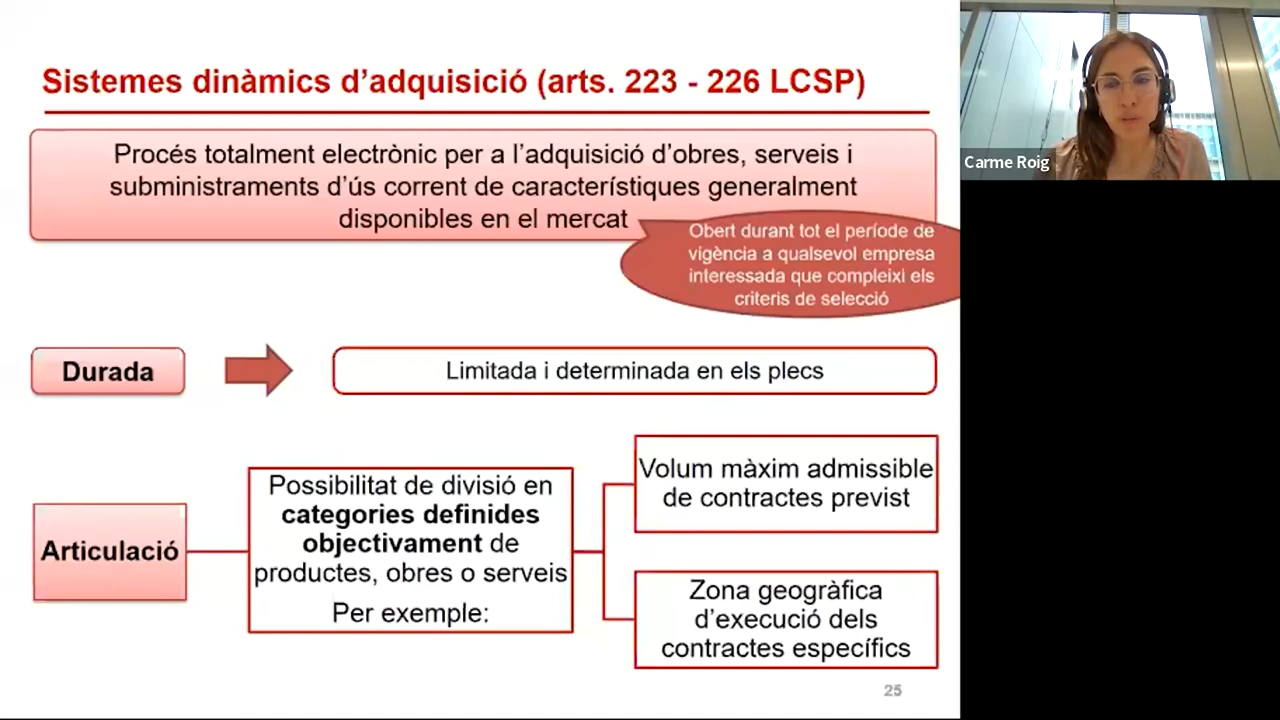 Sistemes dinàmics d’adquisició (arts. 223 - 226 LCSP)
Procés totalment electrònic per a l’adquisició d’obres, serveis i
subministraments d’ús corrent de característiques generalment
disponibles en el mercat
Obert durant tot el període de
vigència a qualsevol empresa
interessada que compleixi els
criteris de selecció
Durada
Limitada i determinada en els plecs
Articulació
Possibilitat de divisió en
categories definides
objectivament de
productes, obres o serveis
Per exemple:
Volum màxim admissible
de contractes previst
Zona geogràfica
d’execució dels
contractes específics
25
Carme Roig